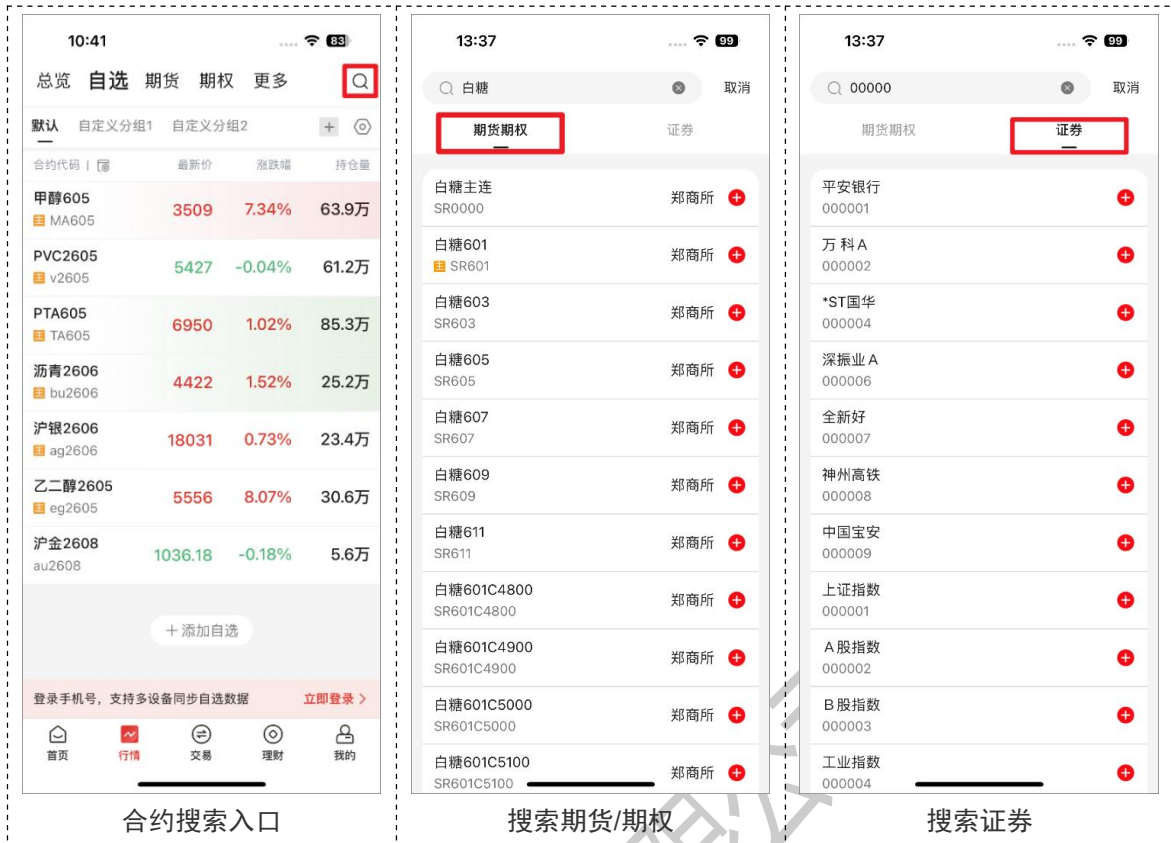 10:41
83
总览 自选 期货 期权 更多
默认 自定义分组1 自定义分组2
合约代码 最新价 涨跌幅 持仓量
甲醇605
主 MA605
3509 7.34% 63.9万
PVC2605
主 v2605
5427 -0.04% 61.2万
PTA605
主 TA605
6950 1.02% 85.3万
沥青2606
主 bu2606
4422 1.52% 25.2万
沪银2606
主 ag2606
18031 0.73% 23.4万
乙二醇2605
主 eg2605
5556 8.07% 30.6万
沪金2608
au2608
1036.18 -0.18% 5.6万
+ 添加自选
登录手机号，支持多设备同步自选数据 立即登录 >
首页 行情 交易 理财 我的
合约搜索入口
13:37
99
白糖 取消
期货期权 证券
白糖主连
SR0000
郑商所
白糖601
主 SR601
郑商所
白糖603
SR603
郑商所
白糖605
SR605
郑商所
白糖607
SR607
郑商所
白糖609
SR609
郑商所
白糖611
SR611
郑商所
白糖601C4800
SR601C4800
郑商所
白糖601C4900
SR601C4900
郑商所
白糖601C5000
SR601C5000
郑商所
白糖601C5100
SR601C5100
郑商所
搜索期货/期权
13:37
99
00000 取消
期货期权 证券
平安银行
000001
万 科Ａ
000002
*ST国华
000004
深振业Ａ
000006
全新好
000007
神州高铁
000008
中国宝安
000009
上证指数
000001
Ａ股指数
000002
Ｂ股指数
000003
工业指数
000004
搜索证券